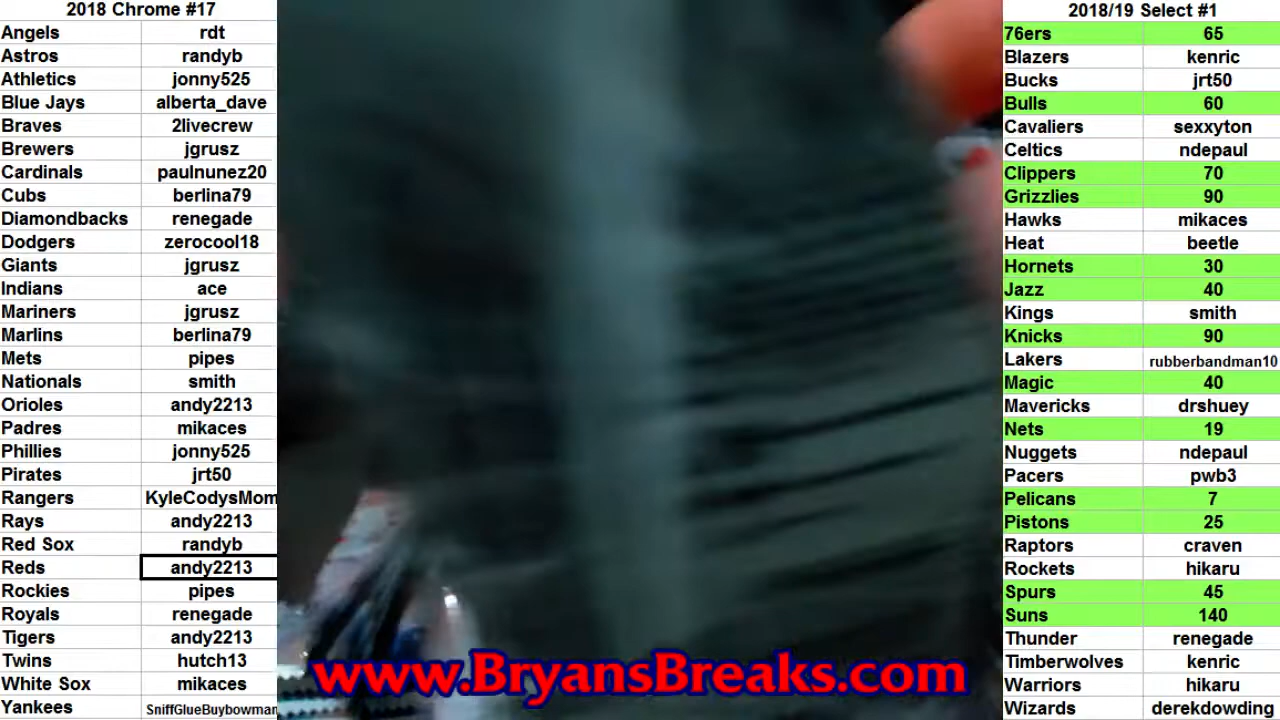 2018 Chrome #17
Angels rdt
Astros randyb
Athletics jonny525
Blue Jays alberta_dave
Braves 2livecrew
Brewers jgrusz
Cardinals paulnunez20
Cubs berlina79
Diamondbacks renegade
Dodgers zerocool18
Giants jgrusz
Indians ace
Mariners jgrusz
Marlins berlina79
Mets pipes
Nationals smith
Orioles andy2213
Padres mikaces
Phillies jonny525
Pirates jrt50
Rangers KyleCodysMom
Rays andy2213
Red Sox randyb
Reds andy2213
Rockies pipes
Royals renegade
Tigers andy2213
Twins hutch13
White Sox mikaces
Yankees SniffGlueBuybowman
www.BryansBreaks.com
2018/19 Select #1
76ers 65
Blazers kenric
Bucks jrt50
Bulls 60
Cavaliers sexxyton
Celtics ndepaul
Clippers 70
Grizzlies 90
Hawks mikaces
Heat beetle
Hornets 30
Jazz 40
Kings smith
Knicks 90
Lakers rubberbandman10
Magic 40
Mavericks drshuey
Nets 19
Nuggets ndepaul
Pacers pwb3
Pelicans 7
Pistons 25
Raptors craven
Rockets hikaru
Spurs 45
Suns 140
Thunder renegade
Timberwolves kenric
Warriors hikaru
Wizards derekdowding